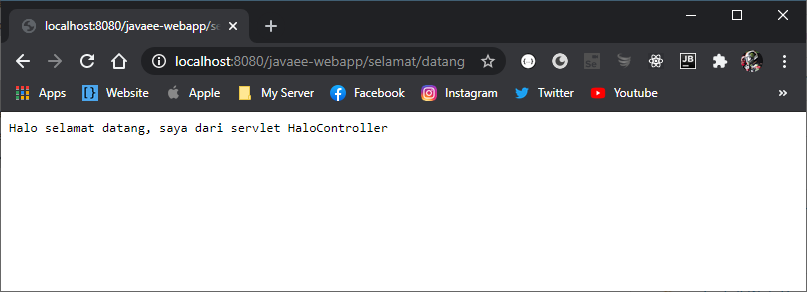 localhost:8080/javaee-webapp/se
localhost:8080/javaee-webapp/selamat/datang
JB
Apps
Website
Apple
My Server
Facebook
Instagram
Twitter
Youtube
»
Halo selamat datang, saya dari servlet HaloController